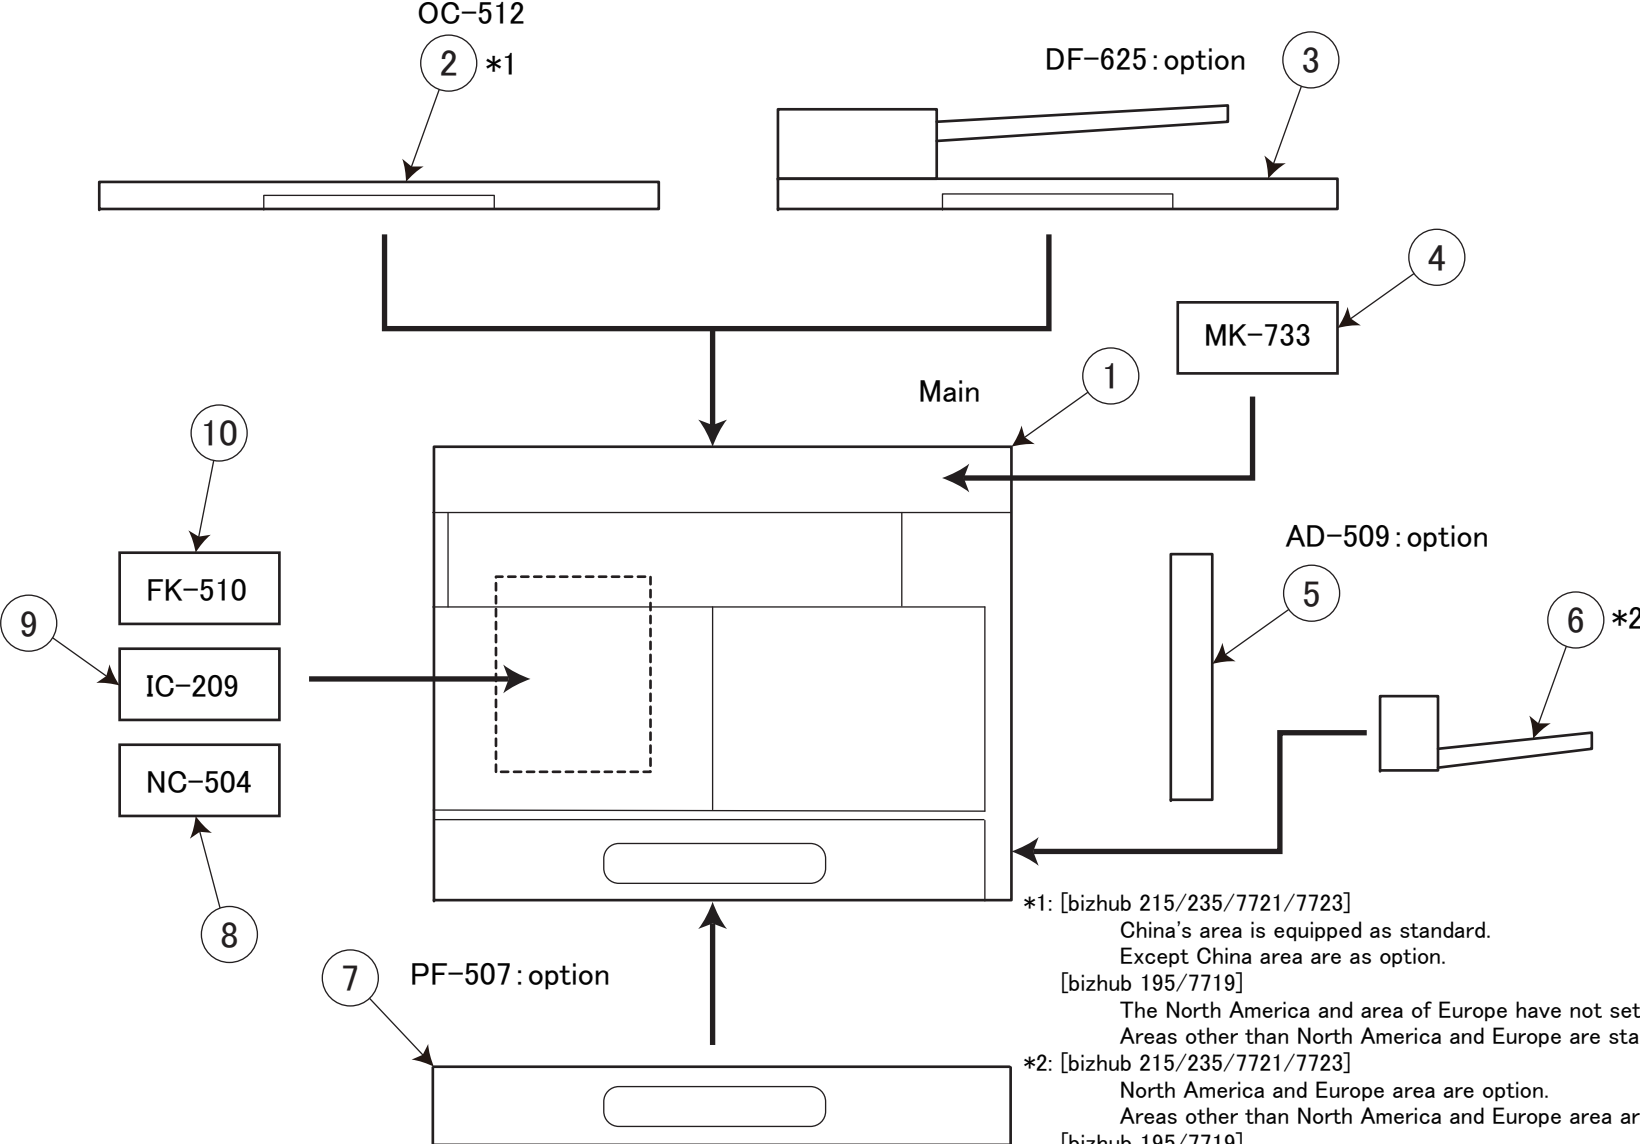 OC-512
2 *1
DF-625:option
3
4
MK-733
Main
1
10
FK-510
AD-509:option
5
9
6 *2
IC-209
NC-504
8
*1: [bizhub 215/235/7721/7723]
China's area is equipped as standard.
Except China area are as option.
7
PF-507:option
[bizhub 195/7719]
The North America and area of Europe have not set
Areas other than North America and Europe are sta
*2: [bizhub 215/235/7721/7723]
North America and Europe area are option.
Areas other than North America and Europe area ar
[bizhub 195/7719]